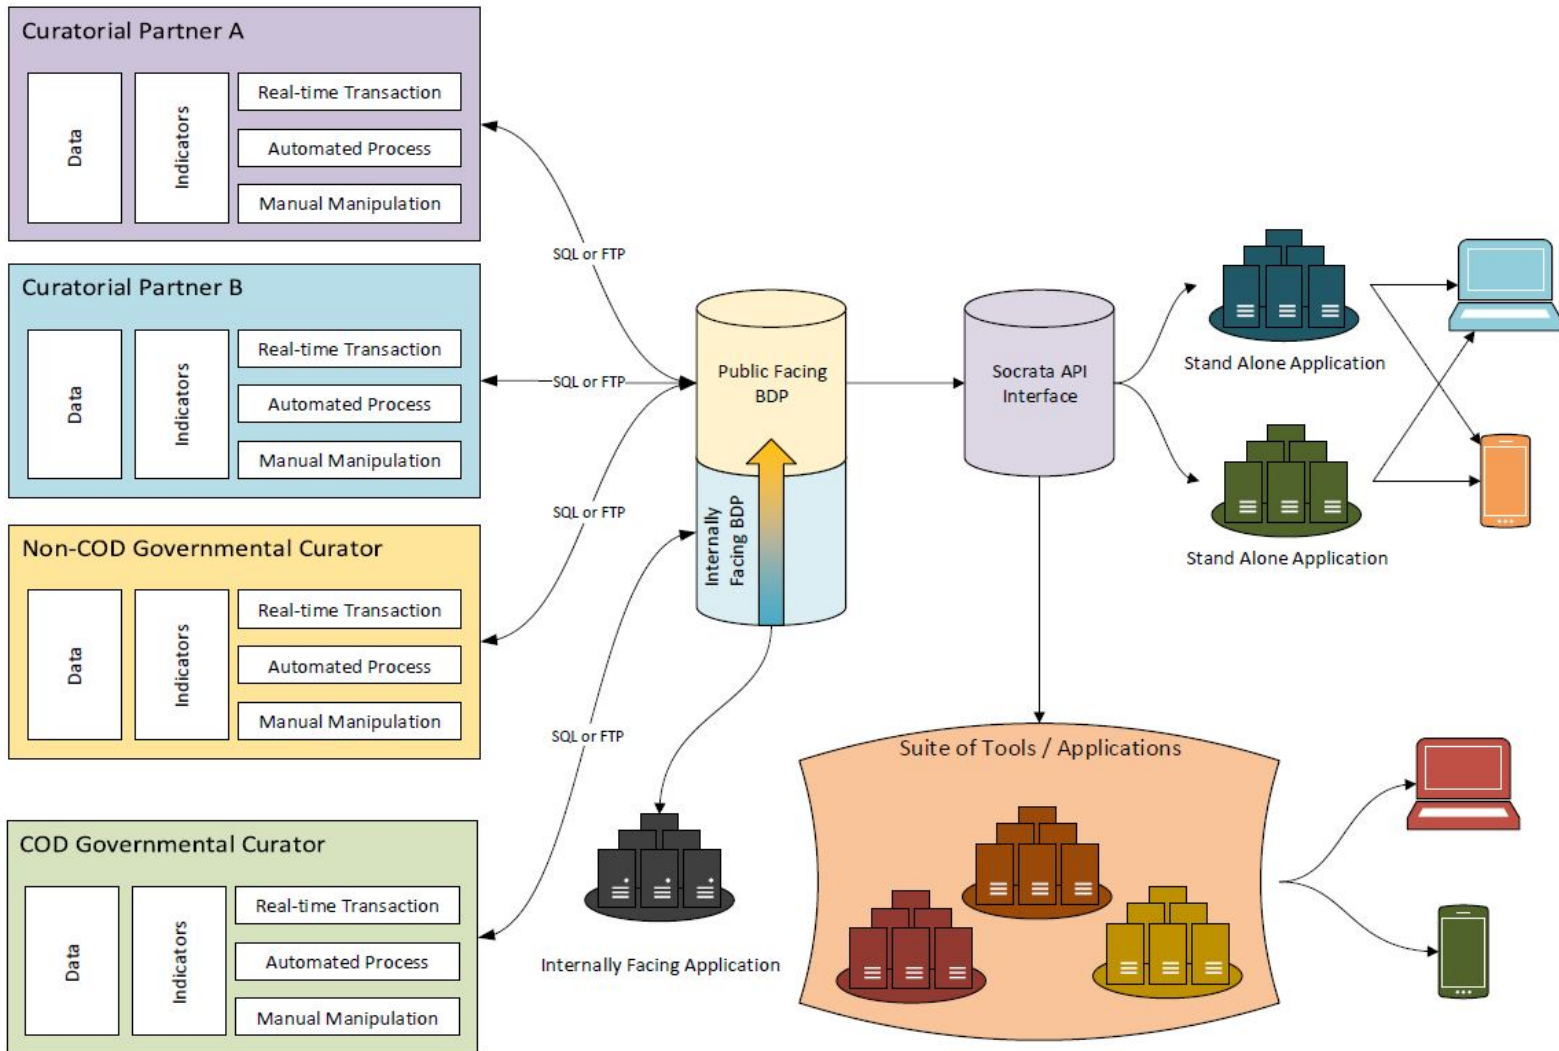 Curatorial Partner A
Data
Indicators
Real-time Transaction
Automated Process
Manual Manipulation
SQL or FTP
Curatorial Partner B
Data
Indicators
Real-time Transaction
Automated Process
Manual Manipulation
SQL or FTP
Non-COD Governmental Curator
Data
Indicators
Real-time Transaction
Automated Process
Manual Manipulation
SQL or FTP
COD Governmental Curator
Data
Indicators
Real-time Transaction
Automated Process
Manual Manipulation
SQL or FTP
Public Facing
BDP
Internally
Facing BDP
Internally Facing Application
Socrata API
Interface
Stand Alone Application
Stand Alone Application
Suite of Tools / Applications